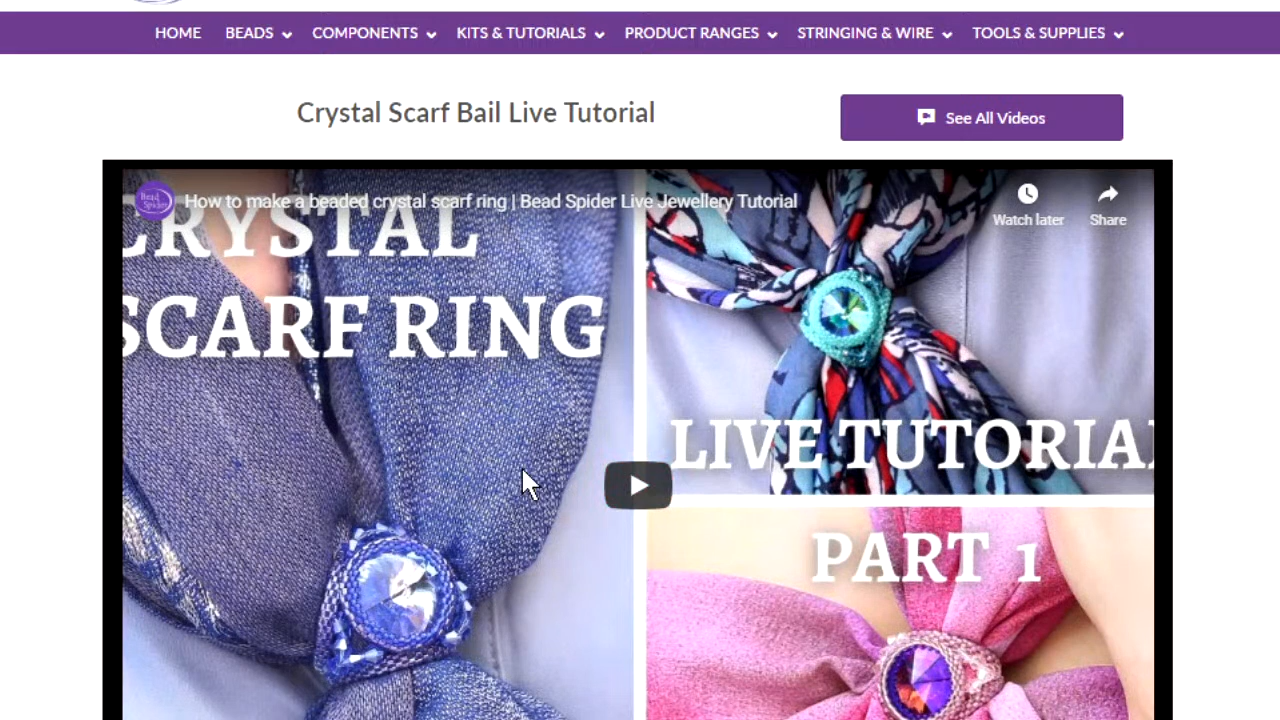 HOME BEADS COMPONENTS KITS & TUTORIALS PRODUCT RANGES STRINGING & WIRE TOOLS & SUPPLIES
Crystal Scarf Bail Live Tutorial
See All Videos
Bead Spider
How to make a beaded crystal scarf ring | Bead Spider Live Jewellery Tutorial
Watch later
Share
CRYSTAL
SCARF RING
LIVE TUTORIAL
PART 1